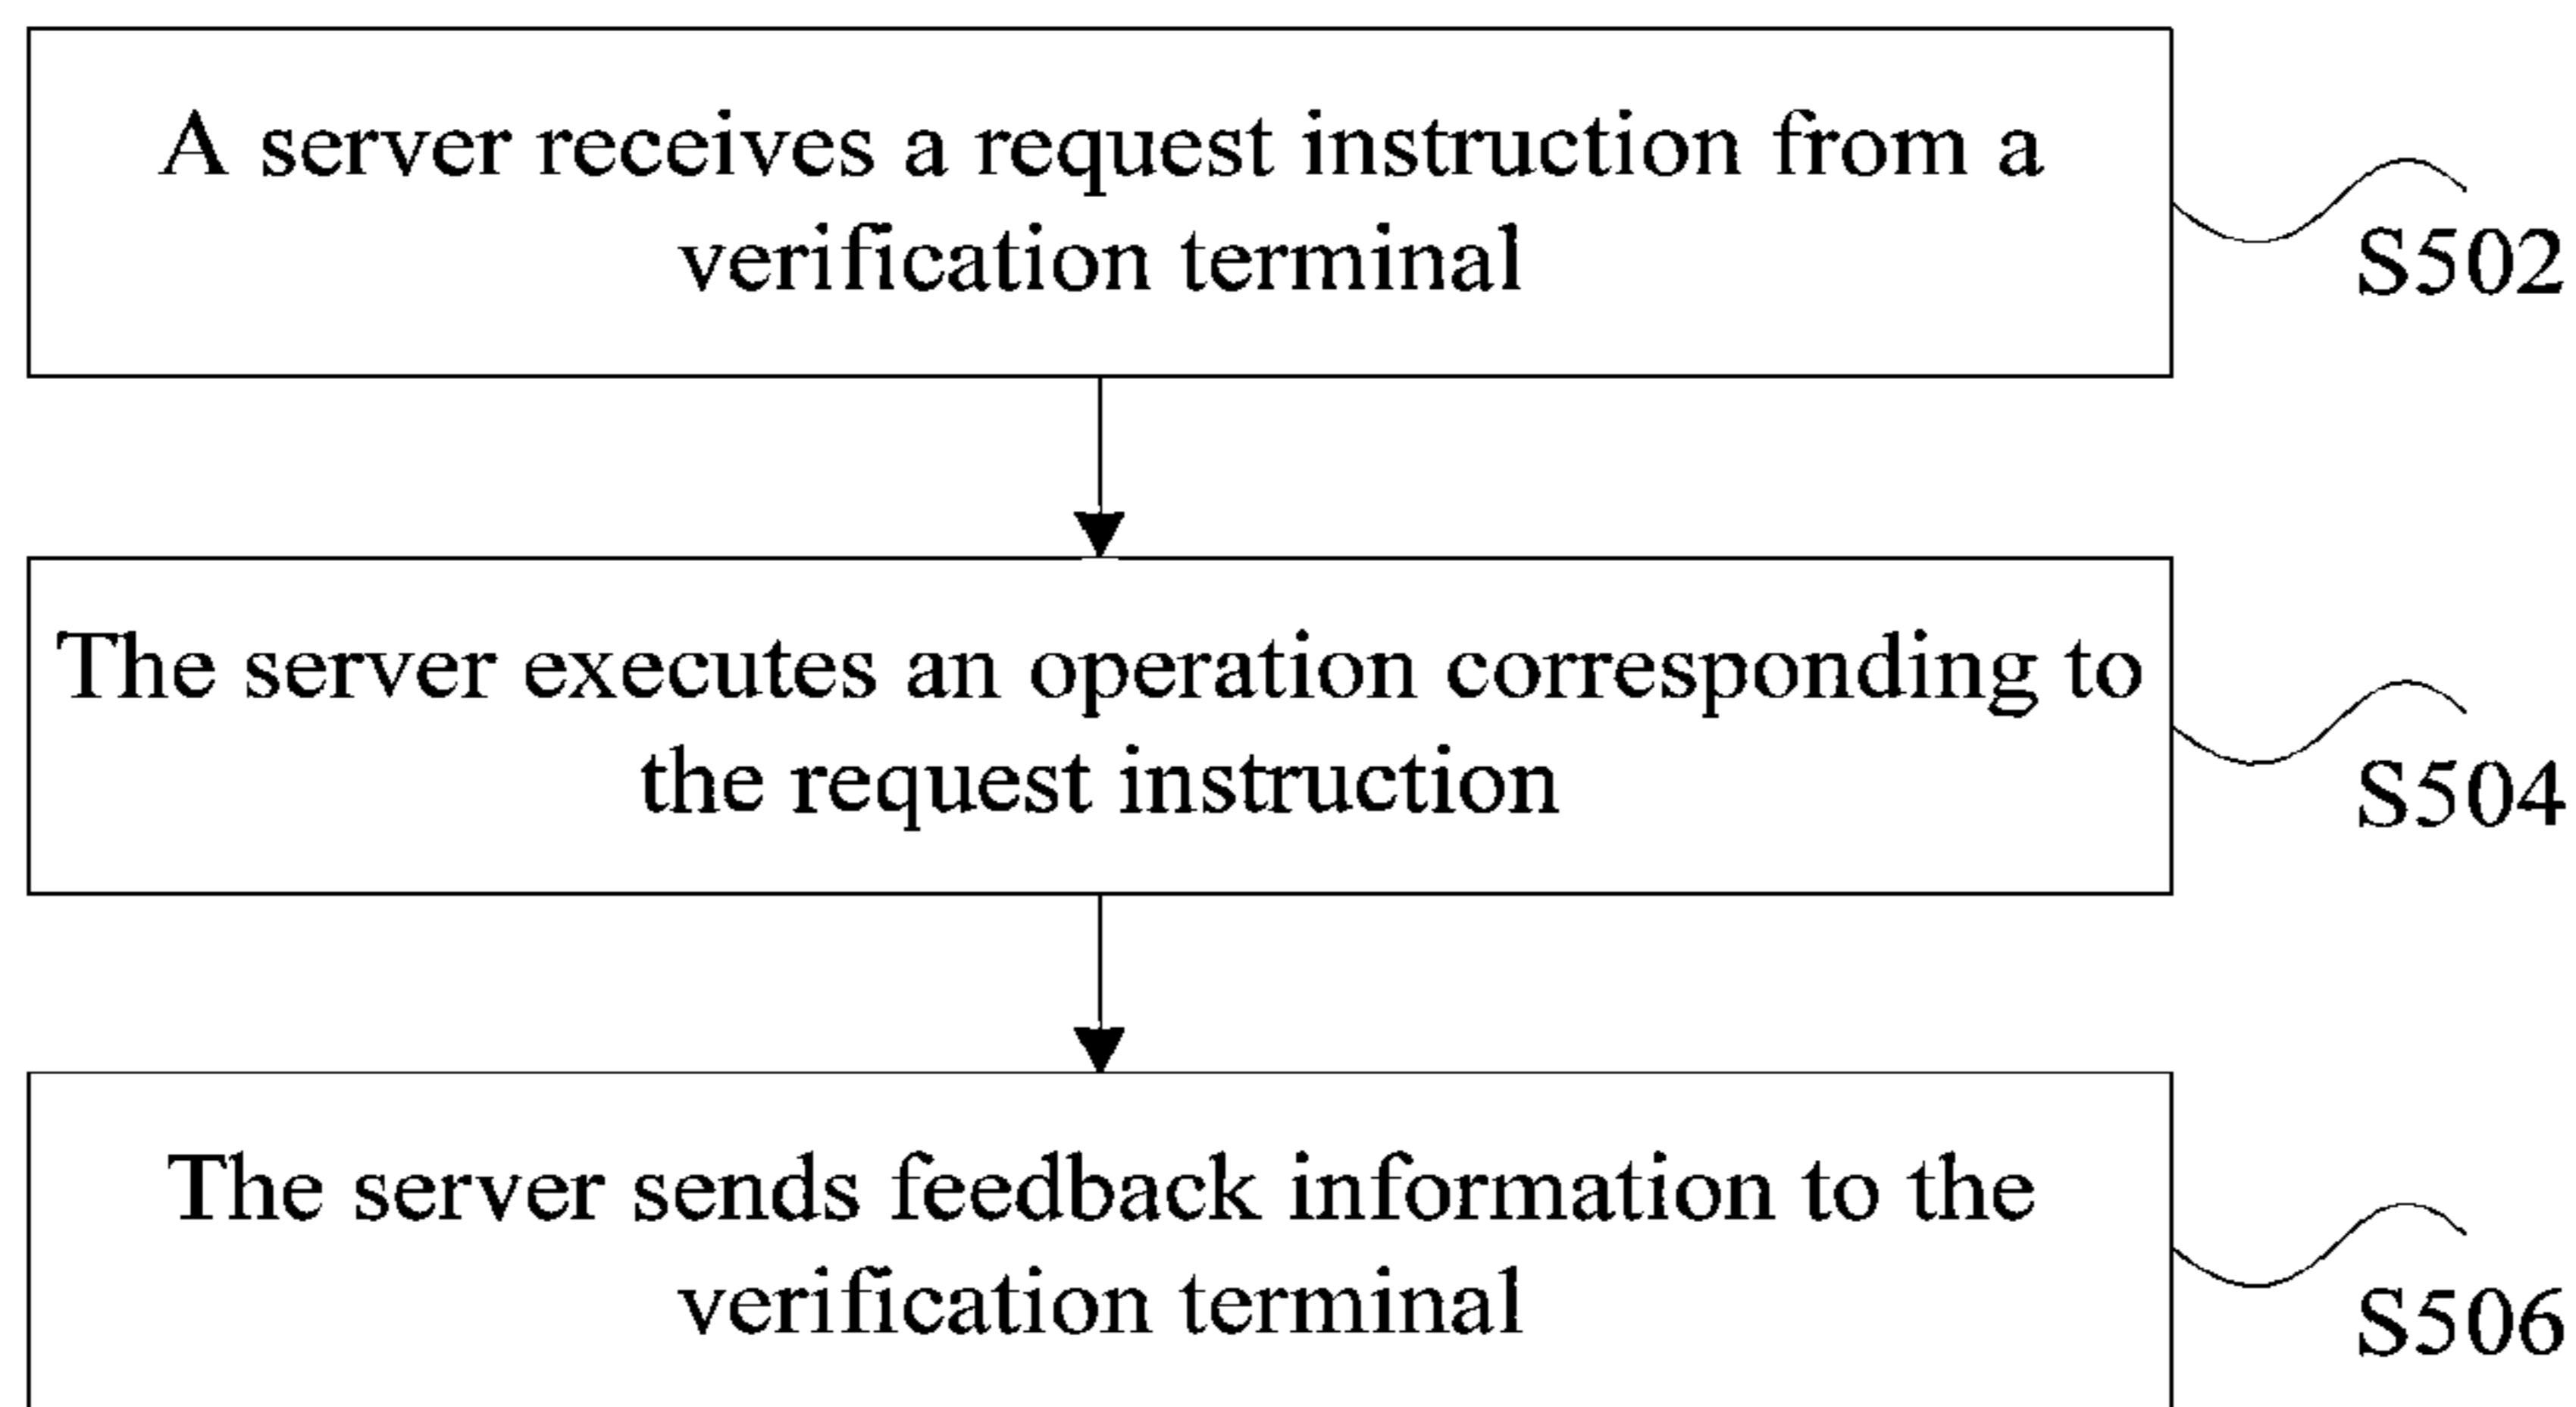 A server receives a request instruction from a
verification terminal
S502
The server executes an operation corresponding to
the request instruction
S504
The server sends feedback information to the
verification terminal
S506